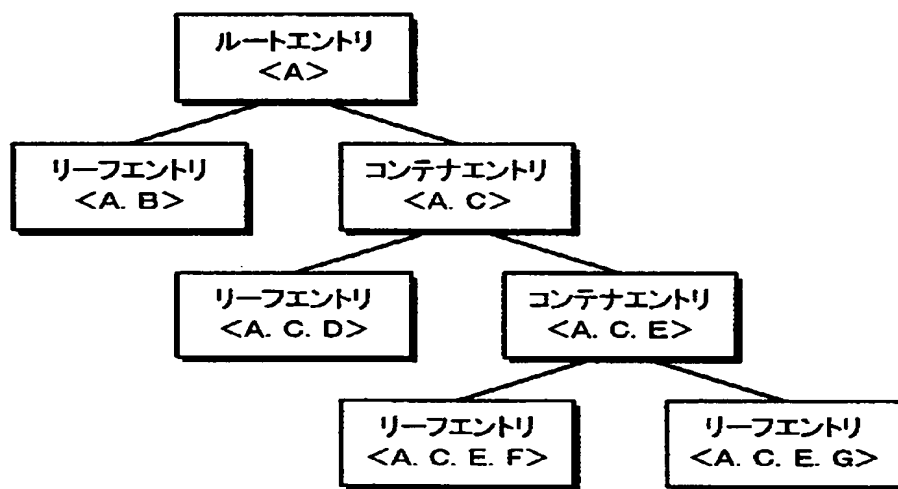 ルートエントリ
<A>
リーフエントリ
<A. B>
コンテナエントリ
<A. C>
リーフエントリ
<A. C. D>
コンテナエントリ
<A. C. E>
リーフエントリ
<A. C. E. F>
リーフエントリ
<A. C. E. G>